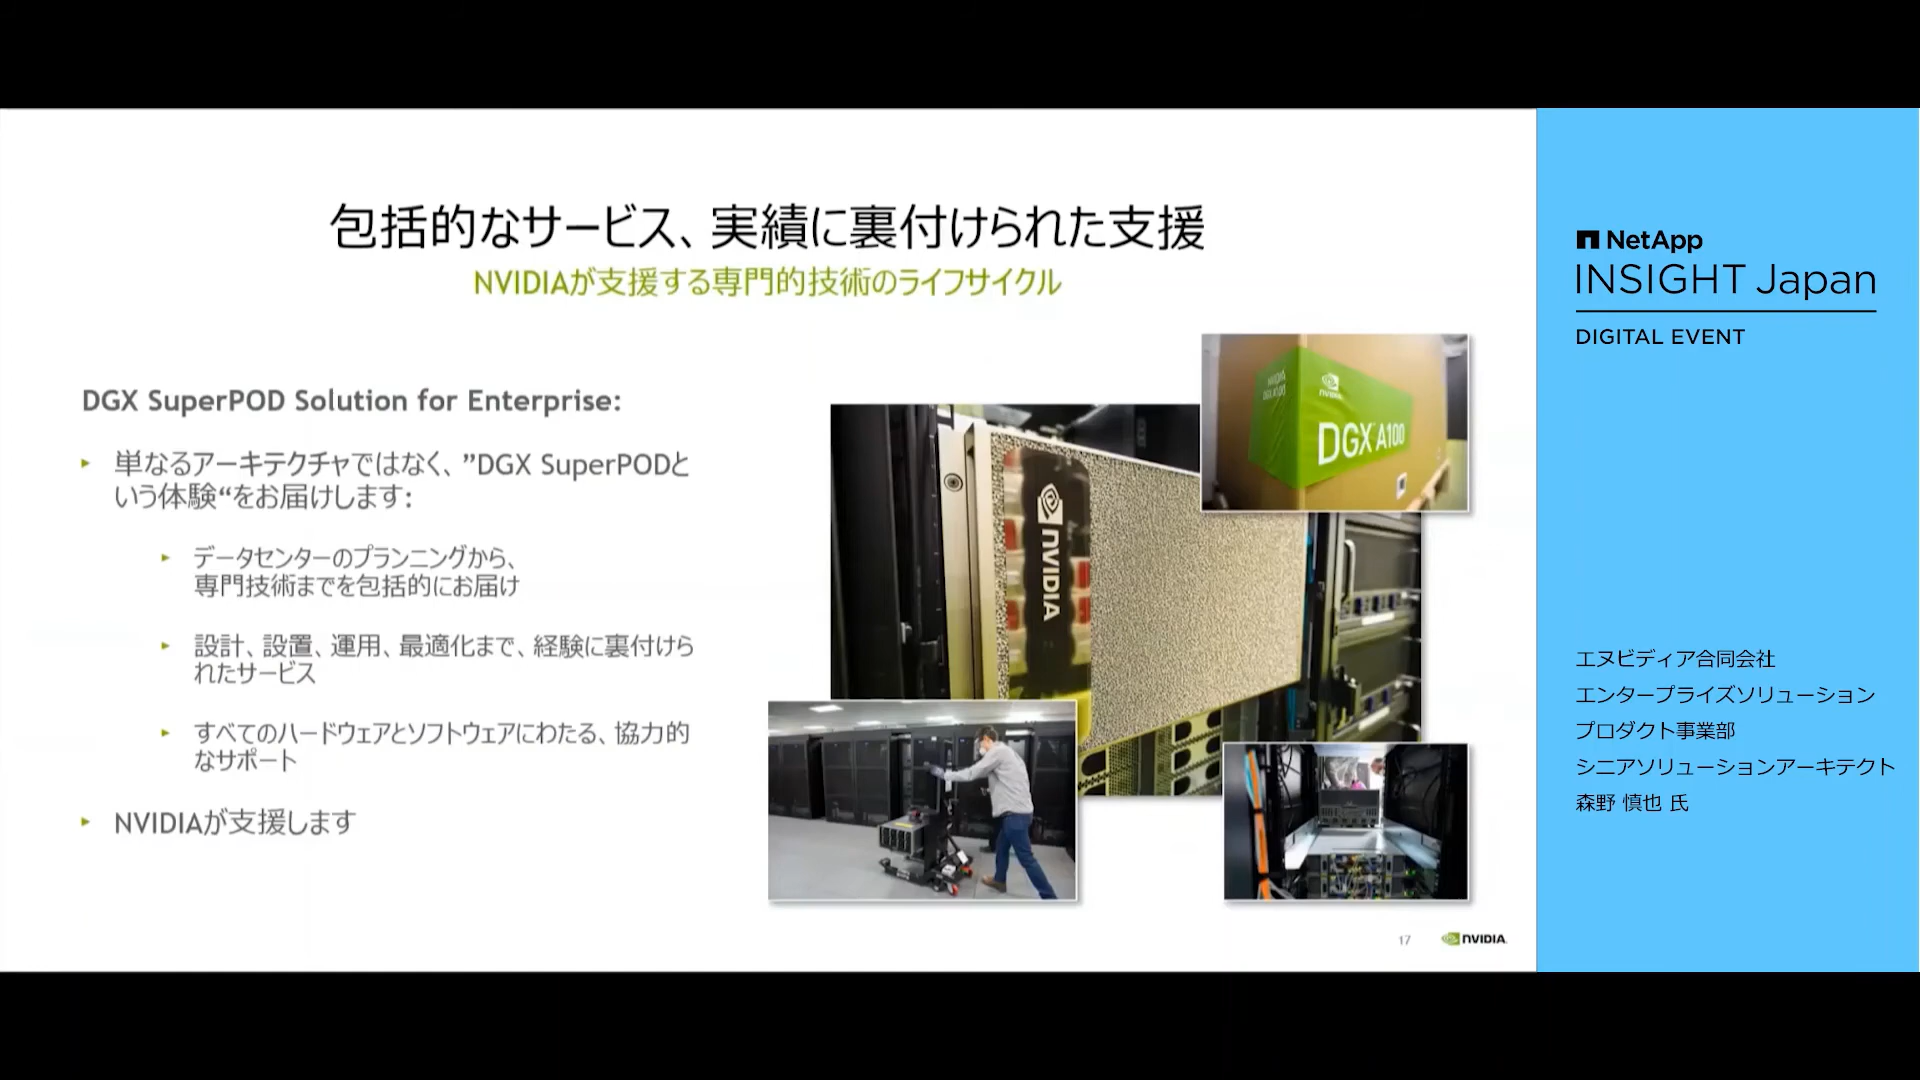 包括的なサービス、実績に裏付けられた支援
NVIDIAが支援する専門的技術のライフサイクル
DGX SuperPOD Solution for Enterprise:
単なるアーキテクチャではなく、”DGX SuperPODと
いう体験“をお届けします:
データセンターのプランニングから、
専門技術までを包括的にお届け
設計、設置、運用、最適化まで、経験に裏付けら
れたサービス
すべてのハードウェアとソフトウェアにわたる、協力的
なサポート
NVIDIAが支援します
NVIDIA
DGX A100
NVIDIA
17
NVIDIA
NetApp
INSIGHT Japan
DIGITAL EVENT
エヌビディア合同会社
エンタープライズソリューション
プロダクト事業部
シニアソリューションアーキテクト
森野 慎也 氏